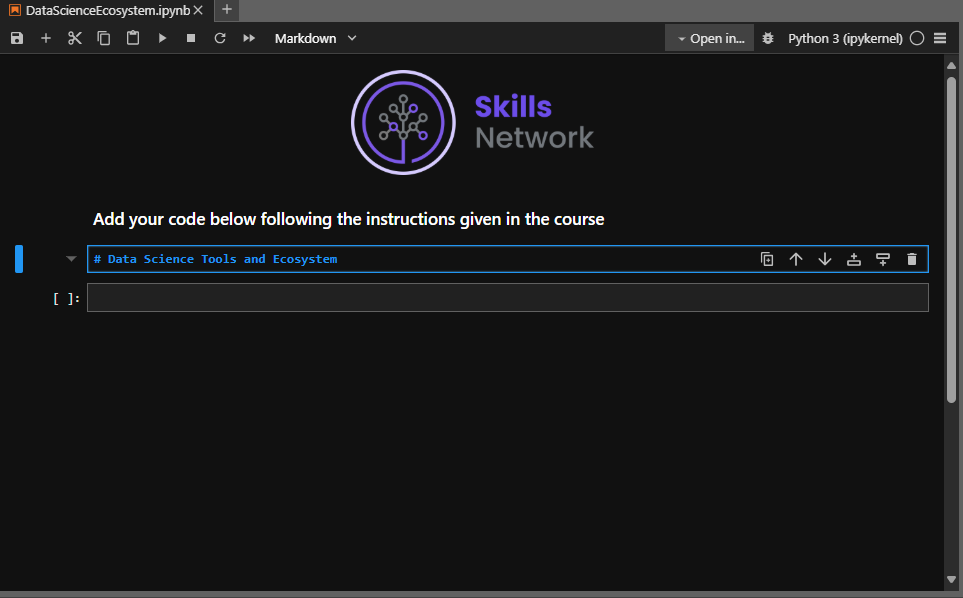 DataScienceEcosystem.ipynb
Markdown
Open in...
Python 3 (ipykernel)
Skills
Network
Add your code below following the instructions given in the course
# Data Science Tools and Ecosystem
[ ]: